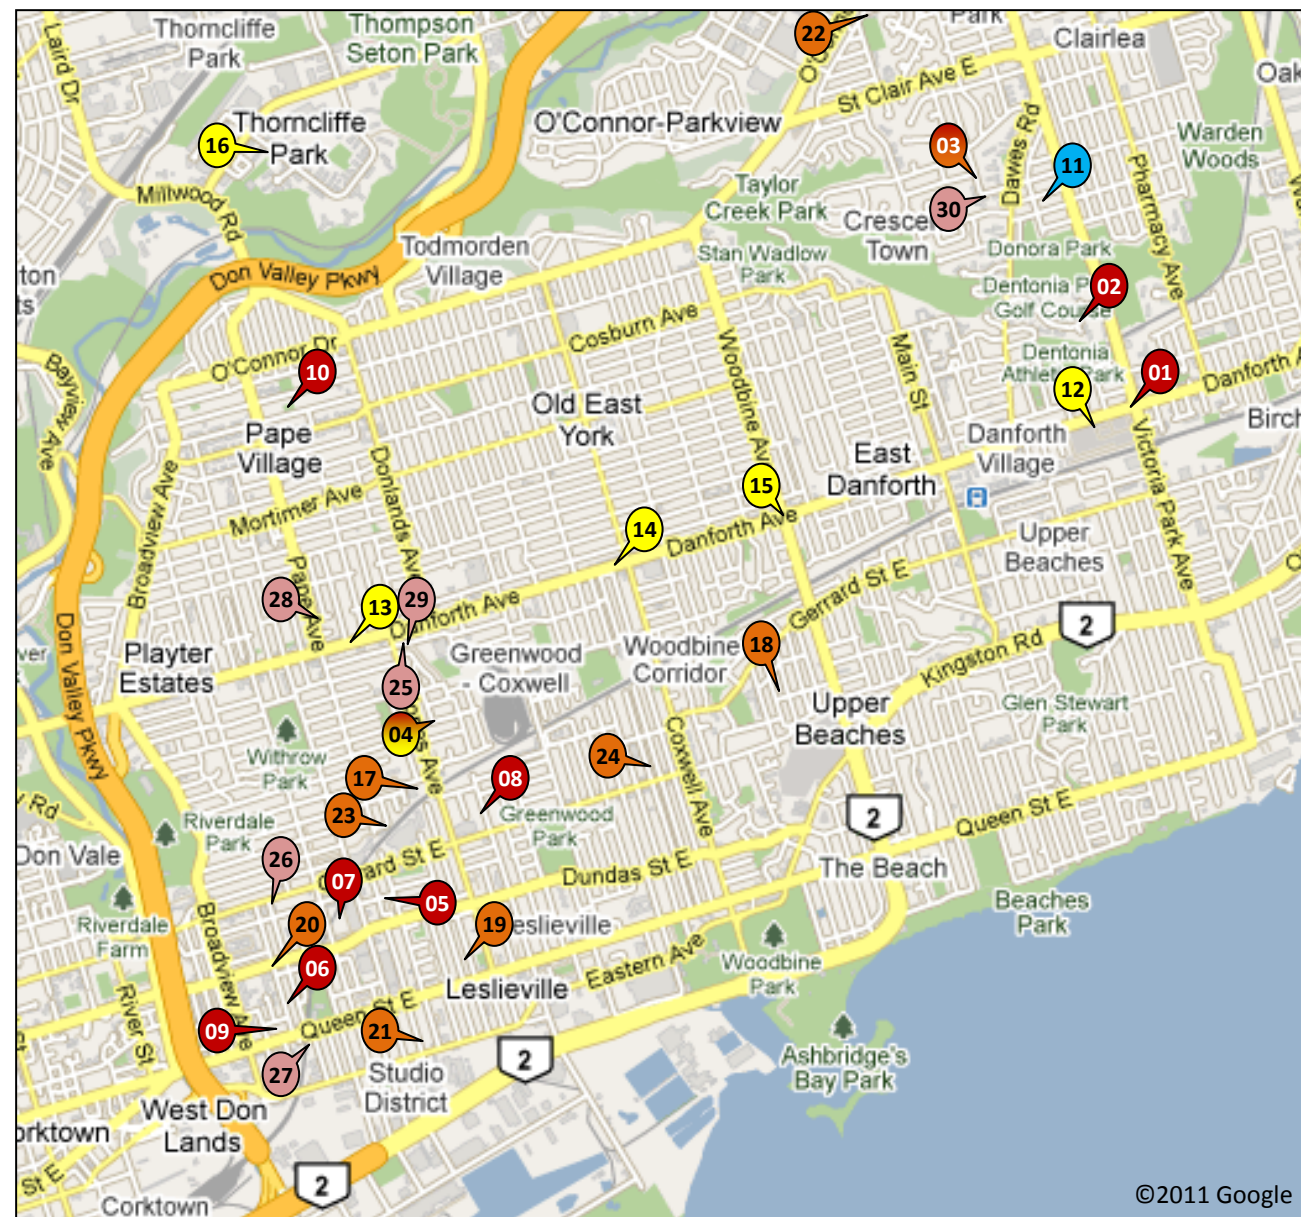 Laird Dr
Thorncliffe
Park
Thompson
Seton Park
22
Park
Clairlea
St Clair Ave E
O'Connor-Parkview
Thorncliffe
Park
16
03
11
30
Dawes Rd
Pharmacy Ave
Warden
Woods
Millwood Rd
Taylor
Creek Park
Todmorden
Village
Stan Wadlow
Park
Town
Donora Park
Don Valley Pkwy
02
Golf Course
Cosburn Ave
O'Connor Dr
10
Bayview Ave
Woodbine Ave
Main St
Dentonia
12
01
Old East
York
Pape
Village
Donlands Ave
Broadview Ave
Mortimer Ave
East
Danforth
Danforth
Village
Victoria Park Ave
15
14
Danforth Ave
Upper
Beaches
Gerrard St E
28
13
29
Pape Ave
Danforth Ave
Don Valley Pkwy
Playter
Estates
Greenwood
- Coxwell
Woodbine
Corridor
18
2
Kingston Rd
25
Glen Stewart
Park
Upper
Beaches
04
Withrow
Park
24
17
08
Coxwell Ave
23
Riverdale
Park
Greenwood
Park
2
Queen St E
Don Vale
26
07
Dundas St E
The Beach
05
Riverdale
Farm
Broadview Ave
20
19
Beaches
Park
06
Leslieville
Eastern Ave
Woodbine
Park
River St
09
Queen St E
21
2
27
Studio
District
Ashbridge's
Bay Park
West Don
Lands
St E
2
Corktown
©2011 Google